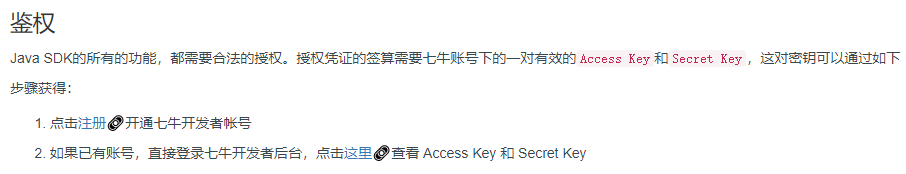 鉴权
Java SDK的所有的功能，都需要合法的授权。授权凭证的签算需要七牛账号下的一对有效的Access Key和Secret Key，这对密钥可以通过如下
步骤获得：
1. 点击注册开通七牛开发者帐号
2. 如果已有账号，直接登录七牛开发者后台，点击这里查看 Access Key 和 Secret Key